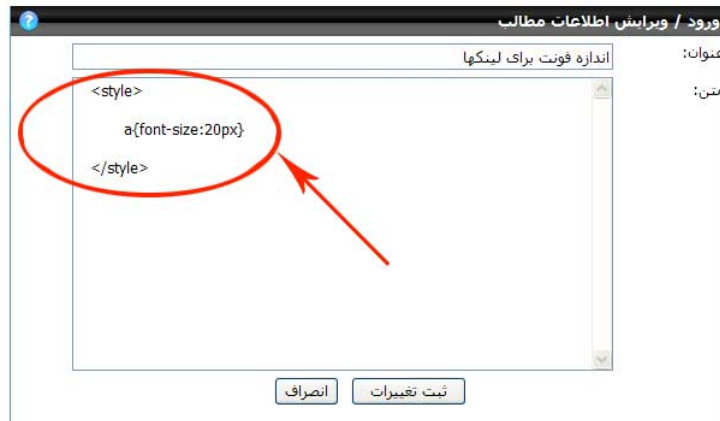 ورود / ویرایش اطلاعات مطالب
عنوان:
اندازه فونت برای لینکها
متن:
<style>
a{font-size:20px}
</style>
ثبت تغییرات
انصراف